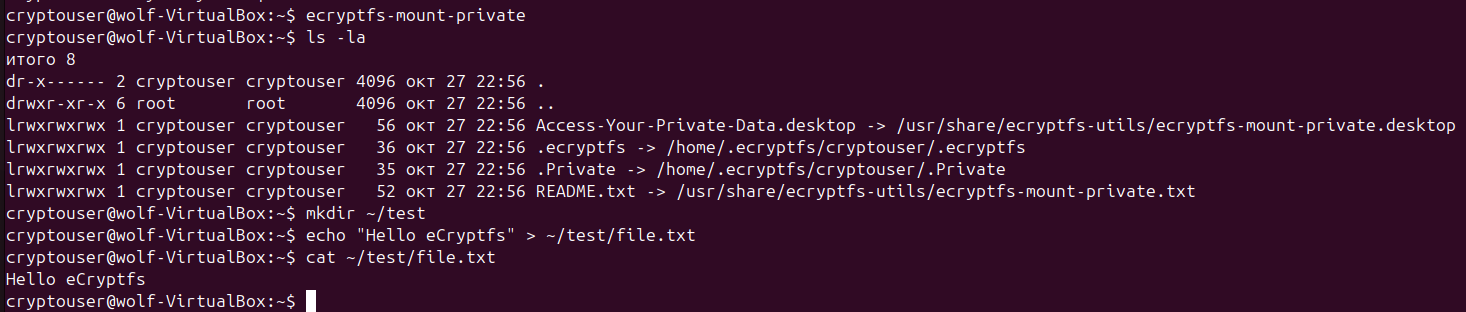 cryptouser@wolf-VirtualBox:~$ ecryptfs-mount-private
cryptouser@wolf-VirtualBox:~$ ls -la
итого 8
dr-x------ 2 cryptouser cryptouser 4096 окт 27 22:56 .
drwxr-xr-x 6 root       root       4096 окт 27 22:56 ..
lrwxrwxrwx 1 cryptouser cryptouser   56 окт 27 22:56 Access-Your-Private-Data.desktop -> /usr/share/ecryptfs-utils/ecryptfs-mount-private.desktop
lrwxrwxrwx 1 cryptouser cryptouser   36 окт 27 22:56 .ecryptfs -> /home/.ecryptfs/cryptouser/.ecryptfs
lrwxrwxrwx 1 cryptouser cryptouser   35 окт 27 22:56 .Private -> /home/.ecryptfs/cryptouser/.Private
lrwxrwxrwx 1 cryptouser cryptouser   52 окт 27 22:56 README.txt -> /usr/share/ecryptfs-utils/ecryptfs-mount-private.txt
cryptouser@wolf-VirtualBox:~$ mkdir ~/test
cryptouser@wolf-VirtualBox:~$ echo "Hello eCryptfs" > ~/test/file.txt
cryptouser@wolf-VirtualBox:~$ cat ~/test/file.txt
Hello eCryptfs
cryptouser@wolf-VirtualBox:~$